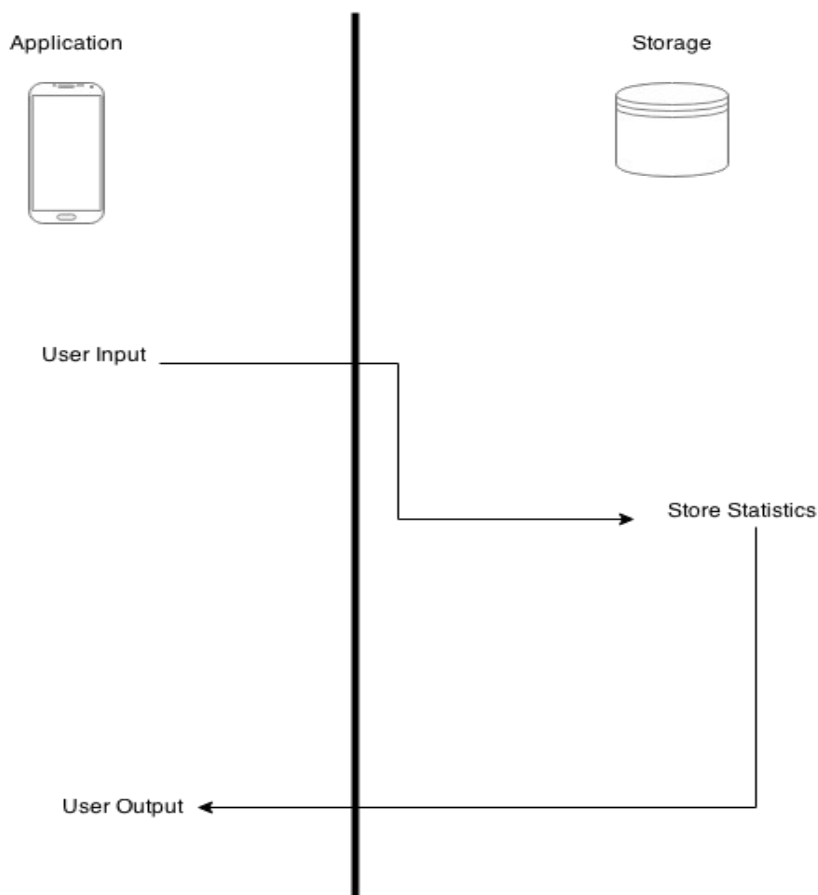 Application
Storage
User Input
Store Statistics
User Output